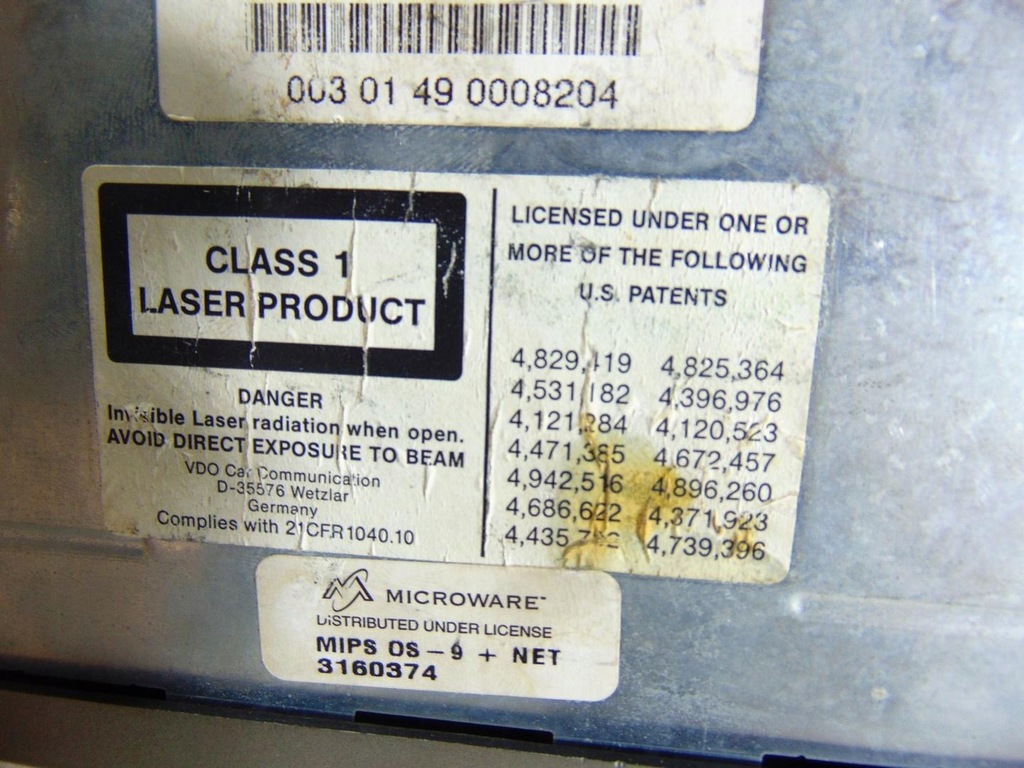 003 01 49 0008204
CLASS 1
LASER PRODUCT
DANGER
Invisible Laser radiation when open.
AVOID DIRECT EXPOSURE TO BEAM
VDO Car Communication
D-35576 Wetzlar
Germany
Complies with 21CFR1040.10
LICENSED UNDER ONE OR
MORE OF THE FOLLOWING
U.S. PATENTS
4,829,419 4,825,364
4,531,182 4,396,976
4,121,284 4,120,523
4,471,385 4,672,457
4,942,516 4,896,260
4,686,622 4,371,923
4,739,396
MICROWARE™
DISTRIBUTED UNDER LICENSE
MIPS OS-9 + NET
3160374